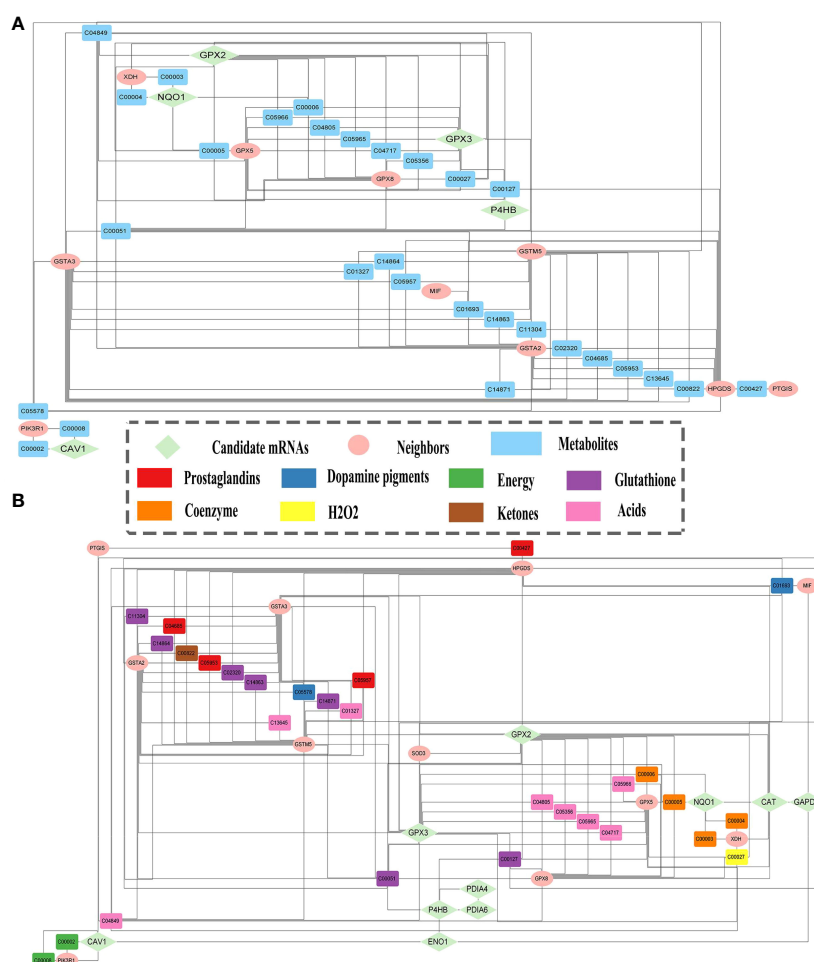 A
C04849
GPX2
XDH
C00003
C00004
NQO1
C00006
C05966
C04805
C05965
GPX3
C00005
GPX5
C04717
C05356
GPX8
C00027
C00127
P4HB
C00051
GSTM5
GSTA3
C14864
C01327
C05957
MIF
C01693
C14863
C11304
GSTA2
C02320
C04685
C05953
C13645
C14871
C00822
HPGDS
C00427
PTGIS
C05578
PIK3R1
C00008
C00002
CAV1
Candidate mRNAs
Neighbors
Metabolites
Prostaglandins
Dopamine pigments
Energy
Glutathione
Coenzyme
H2O2
Ketones
Acids
B
PTGIS
C00427
HPGDS
C01693
MIF
GSTA3
C11304
C04685
C14864
C00822
GSTA2
C05953
C02320
C14863
C05957
C05578
C14871
C01327
C13645
GSTM5
GPX2
SOD3
C00006
C05966
C04805
GPX5
C00005
NQO1
CAT
GAPD
C05356
C05965
C00004
GPX3
C04717
C00003
XDH
C00127
C00027
C00051
GPX8
PDIA4
P4HB
PDIA6
C04849
C00002
CAV1
ENO1
C00008
PIK3R1